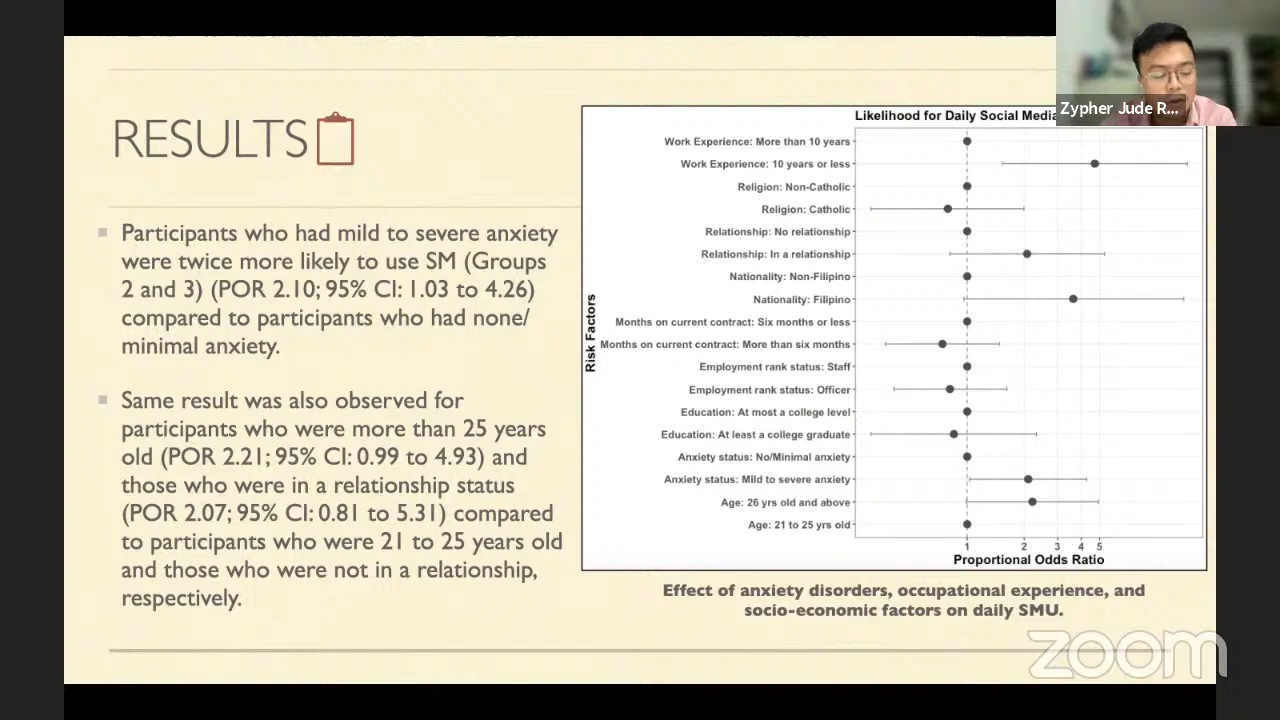 Zypher Jude R...
RESULTS
Participants who had mild to severe anxiety
were twice more likely to use SM (Groups
2 and 3) (POR 2.10; 95% CI: 1.03 to 4.26)
compared to participants who had none/
minimal anxiety.
Same result was also observed for
participants who were more than 25 years
old (POR 2.21; 95% CI: 0.99 to 4.93) and
those who were in a relationship status
(POR 2.07; 95% CI: 0.81 to 5.31) compared
to participants who were 21 to 25 years old
and those who were not in a relationship,
respectively.
Likelihood for Daily Social Media
Risk Factors
Work Experience: More than 10 years
Work Experience: 10 years or less
Religion: Non-Catholic
Religion: Catholic
Relationship: No relationship
Relationship: In a relationship
Nationality: Non-Filipino
Nationality: Filipino
Months on current contract: Six months or less
Months on current contract: More than six months
Employment rank status: Staff
Employment rank status: Officer
Education: At most a college level
Education: At least a college graduate
Anxiety status: No/Minimal anxiety
Anxiety status: Mild to severe anxiety
Age: 26 yrs old and above
Age: 21 to 25 yrs old
1 2 3 4 5
Proportional Odds Ratio
Effect of anxiety disorders, occupational experience, and
socio-economic factors on daily SMU.
zoom